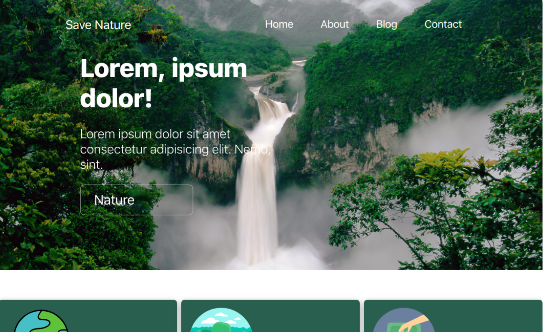 Save Nature
Home About Blog Contact
Lorem, ipsum
dolor!
Lorem ipsum dolor sit amet
consectetur adipisicing elit. Nemo,
sint.
Nature